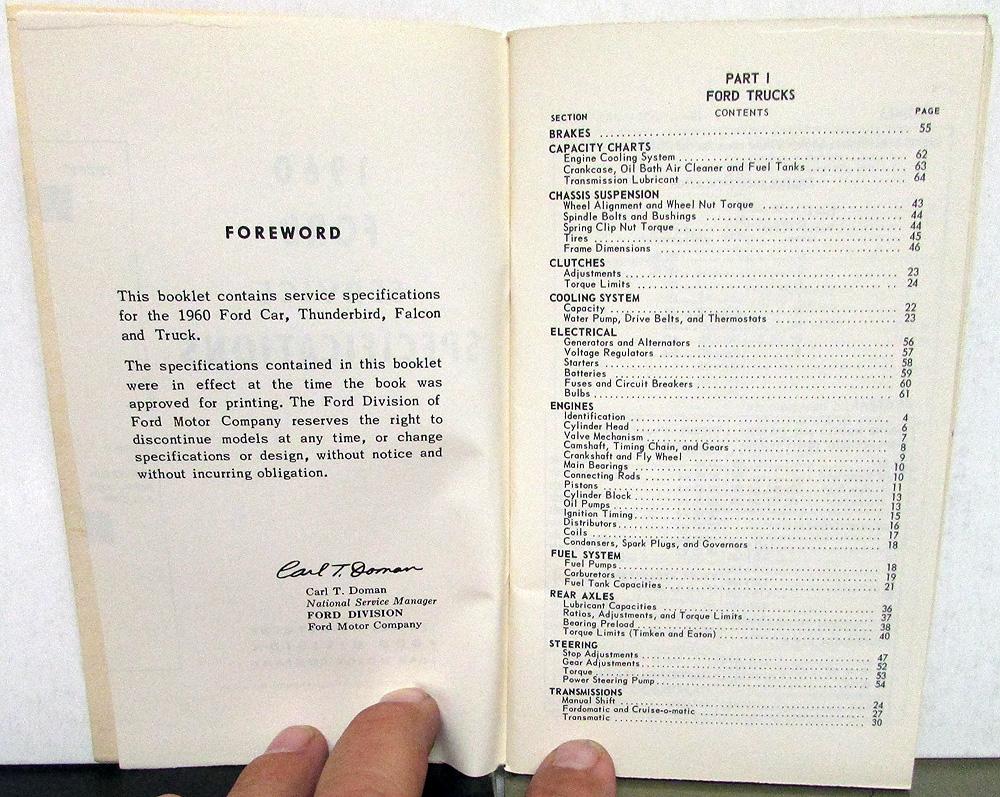 FOREWORD
This booklet contains service specifications
for the 1960 Ford Car, Thunderbird, Falcon
and Truck.
The specifications contained in this booklet
were in effect at the time the book was
approved for printing. The Ford Division of
Ford Motor Company reserves the right to
discontinue models at any time, or change
specifications or design, without notice and
without incurring obligation.
Carl T. Doman
Carl T. Doman
National Service Manager
FORD DIVISION
Ford Motor Company
PART I
FORD TRUCKS
SECTION CONTENTS PAGE
BRAKES 55
CAPACITY CHARTS
Engine Cooling System 62
Crankcase, Oil Bath Air Cleaner and Fuel Tanks 63
Transmission Lubricant 64
CHASSIS SUSPENSION
Wheel Alignment and Wheel Nut Torque 43
Spindle Bolts and Bushings 44
Spring Clip Nut Torque 44
Tires 45
Frame Dimensions 46
CLUTCHES
Adjustments 23
Torque Limits 24
COOLING SYSTEM
Capacity 22
Water Pump, Drive Belts, and Thermostats 23
ELECTRICAL
Generators and Alternators 56
Voltage Regulators 57
Starters 58
Batteries 59
Fuses and Circuit Breakers 60
Bulbs 61
ENGINES
Identification 4
Cylinder Head 6
Valve Mechanism 7
Camshaft, Timing Chain, and Gears 8
Crankshaft and Fly Wheel 9
Main Bearings 10
Connecting Rods 10
Pistons 11
Cylinder Block 13
Oil Pumps 13
Ignition Timing 15
Distributors 16
Coils 17
Condensers, Spark Plugs, and Governors 18
FUEL SYSTEM
Fuel Pumps 18
Carburetors 19
Fuel Tank Capacities 21
REAR AXLES
Lubricant Capacities 36
Ratios, Adjustments, and Torque Limits 37
Bearing Preload 38
Torque Limits (Timken and Eaton) 40
STEERING
Stop Adjustments 47
Gear Adjustments 52
Torque 53
Power Steering Pump 54
TRANSMISSIONS
Manual Shift 24
Fordomatic and Cruise-o-matic 27
Transmatic 30